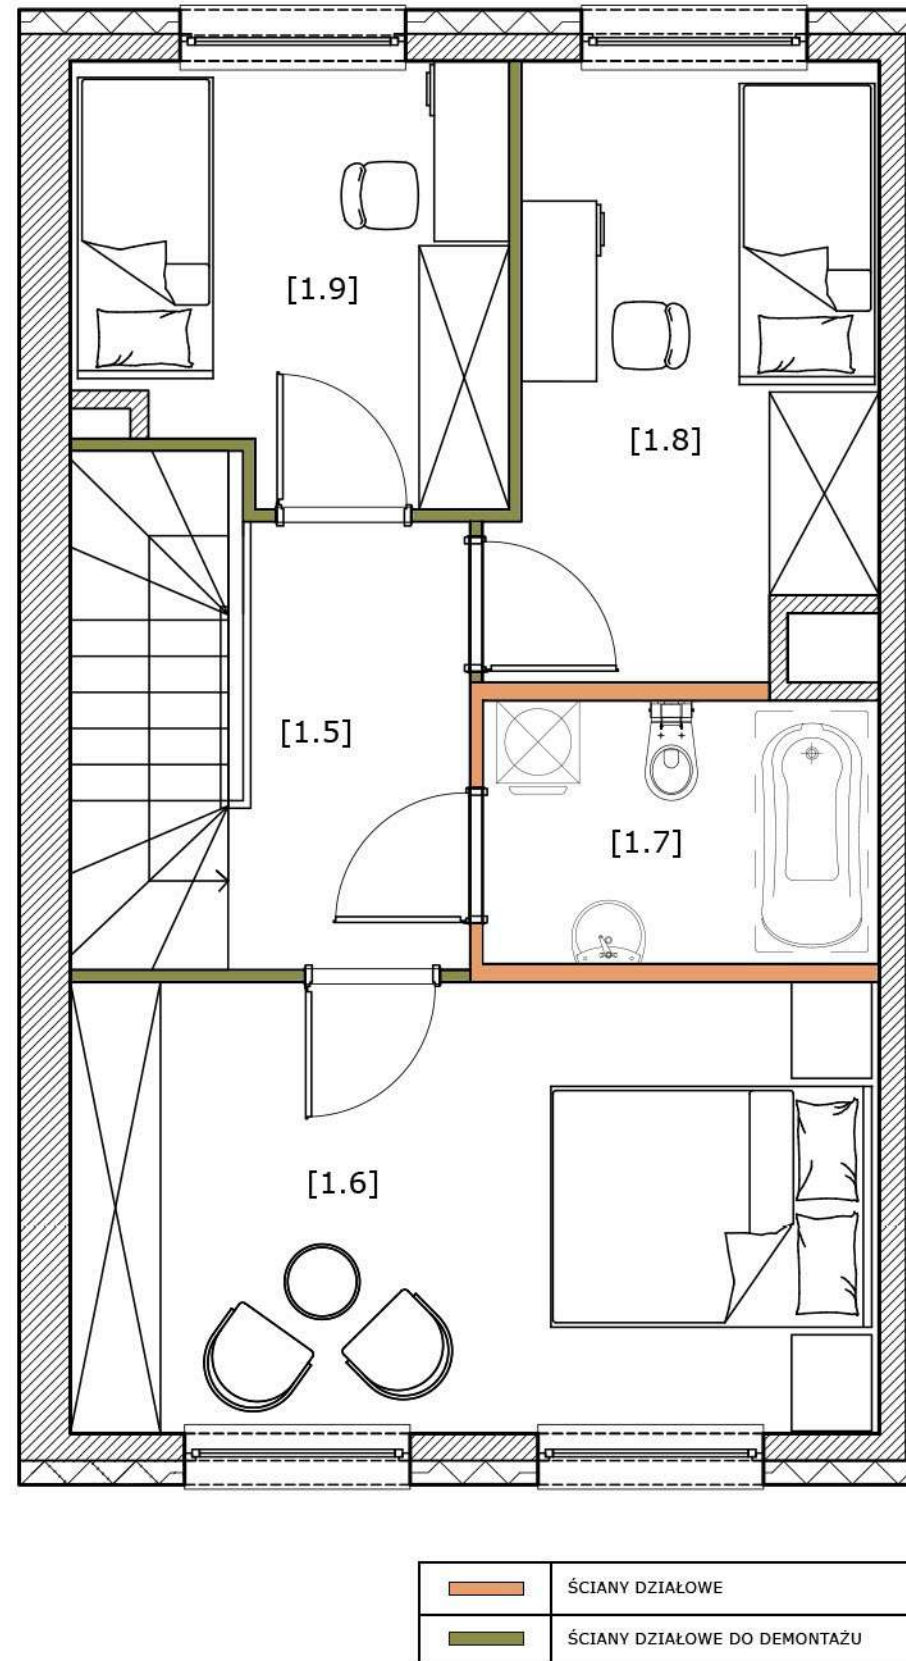 [1.9]
[1.8]
[1.5]
[1.7]
[1.6]
ŚCIANY DZIAŁOWE
ŚCIANY DZIAŁOWE DO DEMONTAŻU